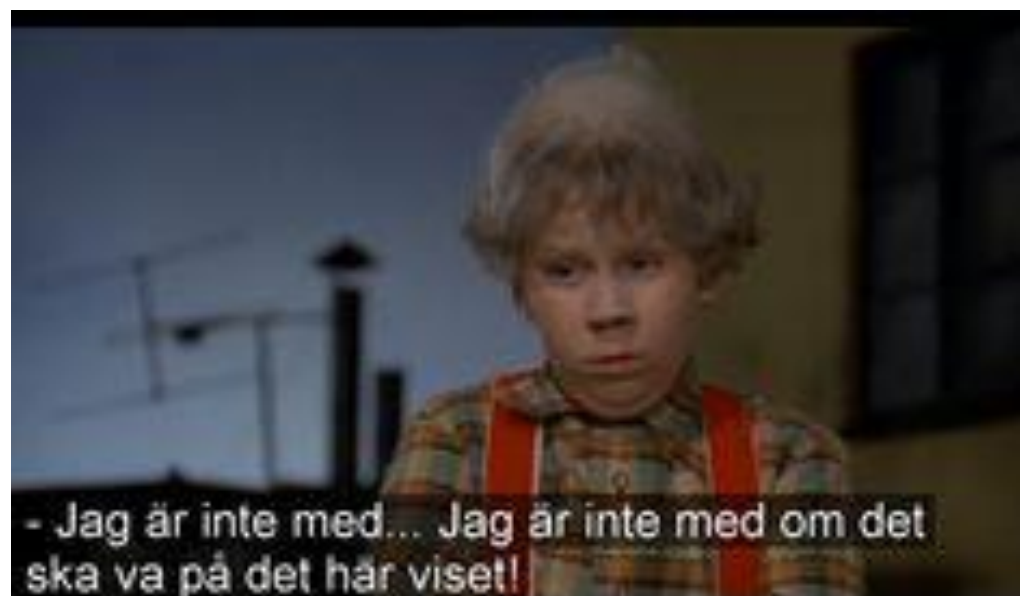 - Jag är inte med... Jag är inte med om det
ska va på det här viset!